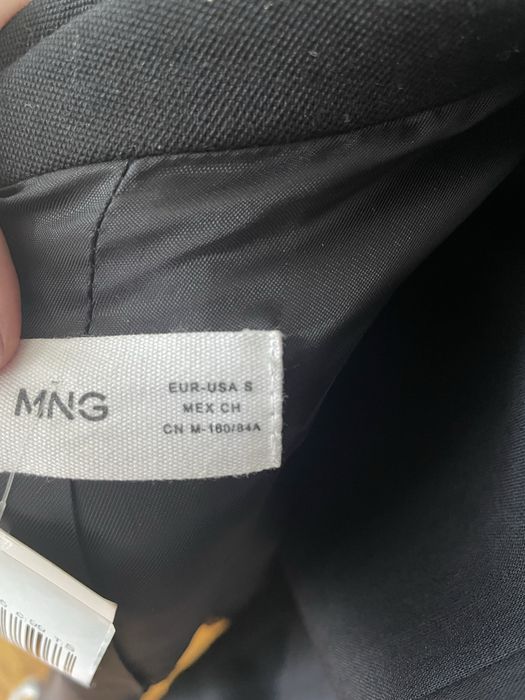 MNG
EUR-USA S
MEX CH
CN M-160/84A